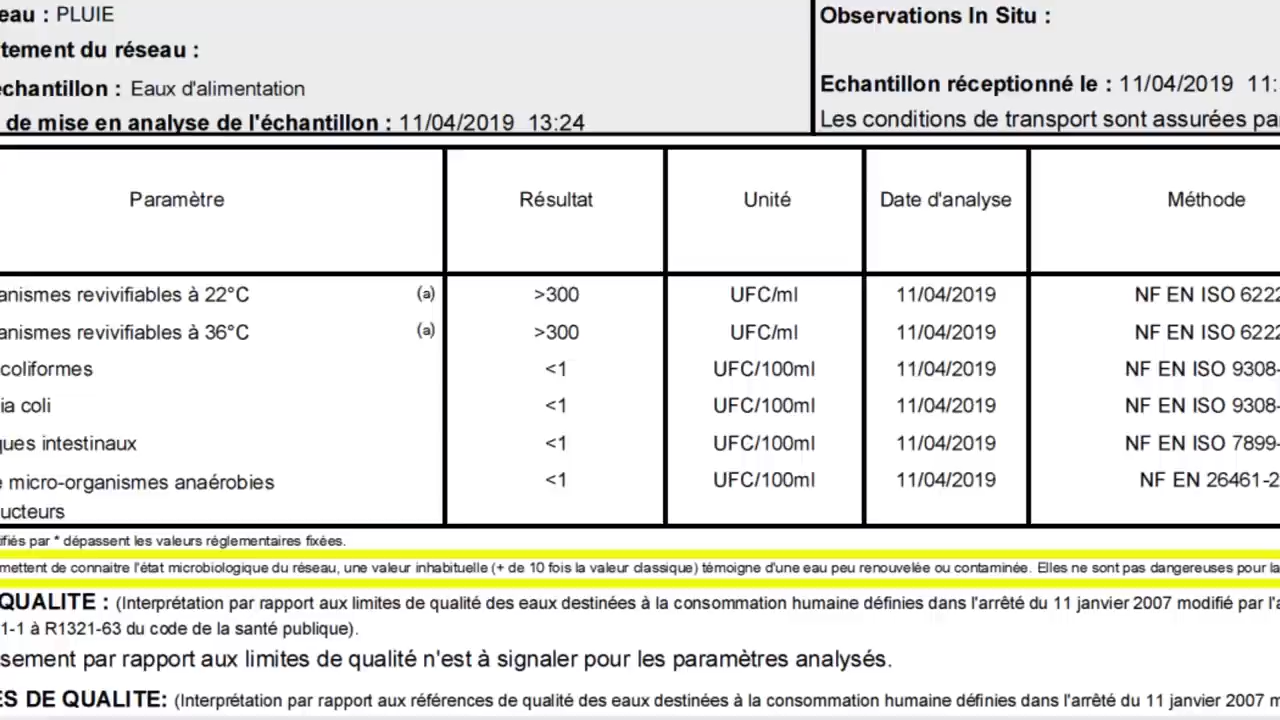 eau : PLUIE
Observations In Situ :
tement du réseau :
échantillon : Eaux d'alimentation
Echantillon réceptionné le : 11/04/2019 11:
de mise en analyse de l'échantillon : 11/04/2019 13:24
Les conditions de transport sont assurées pa
Paramètre Résultat Unité Date d'analyse Méthode
anismes revivifiables à 22°C (a) >300 UFC/ml 11/04/2019 NF EN ISO 6222
anismes revivifiables à 36°C (a) >300 UFC/ml 11/04/2019 NF EN ISO 6222
coliformes <1 UFC/100ml 11/04/2019 NF EN ISO 9308-
ia coli <1 UFC/100ml 11/04/2019 NF EN ISO 9308-
ques intestinaux <1 UFC/100ml 11/04/2019 NF EN ISO 7899-
e micro-organismes anaérobies <1 UFC/100ml 11/04/2019 NF EN 26461-2
ucteurs
ifiés par * dépassent les valeurs réglementaires fixées.
mettent de connaitre l'état microbiologique du réseau, une valeur inhabituelle (+ de 10 fois la valeur classique) témoigne d'une eau peu renouvelée ou contaminée. Elles ne sont pas dangereuses pour la
QUALITE : (Interprétation par rapport aux limites de qualité des eaux destinées à la consommation humaine définies dans l'arrêté du 11 janvier 2007 modifié par l'a
1-1 à R1321-63 du code de la santé publique).
sement par rapport aux limites de qualité n'est à signaler pour les paramètres analysés.
ES DE QUALITE: (Interprétation par rapport aux références de qualité des eaux destinées à la consommation humaine définies dans l'arrêté du 11 janvier 2007 m